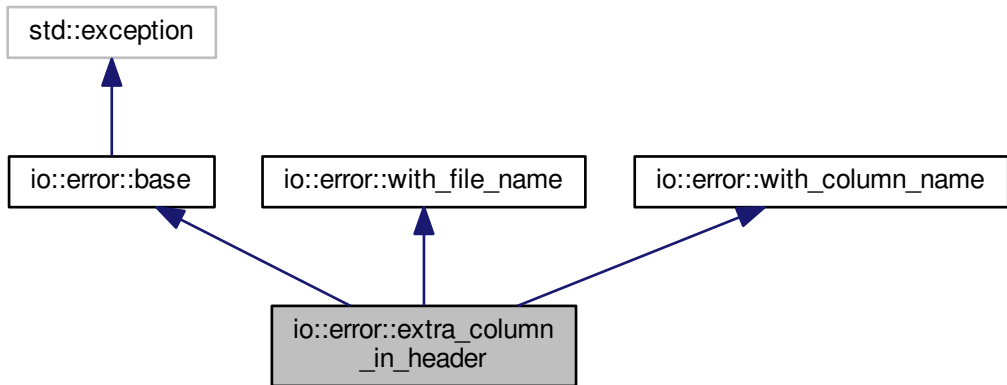 std::exception
io::error::base
io::error::with_file_name
io::error::with_column_name
io::error::extra_column
_in_header